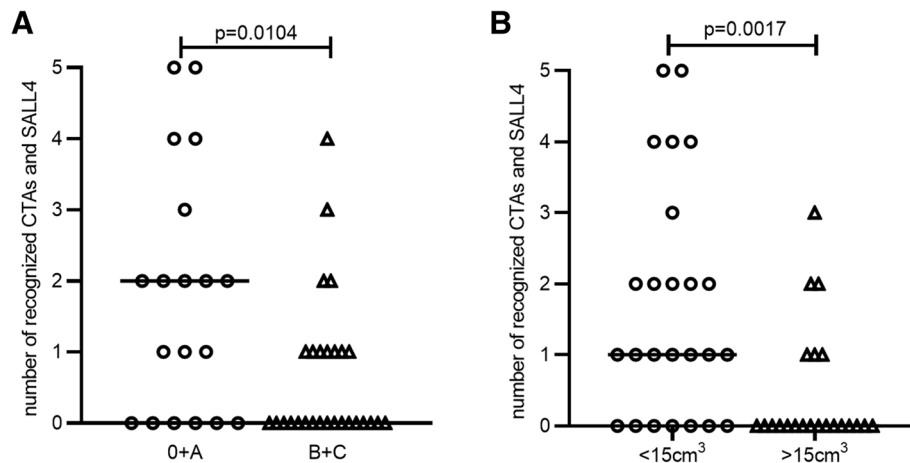 A
p=0.0104
number of recognized CTAs and SALL4
5
4
3
2
1
0
0+A
B+C
B
p=0.0017
number of recognized CTAs and SALL4
5
4
3
2
1
0
<15cm³
>15cm³